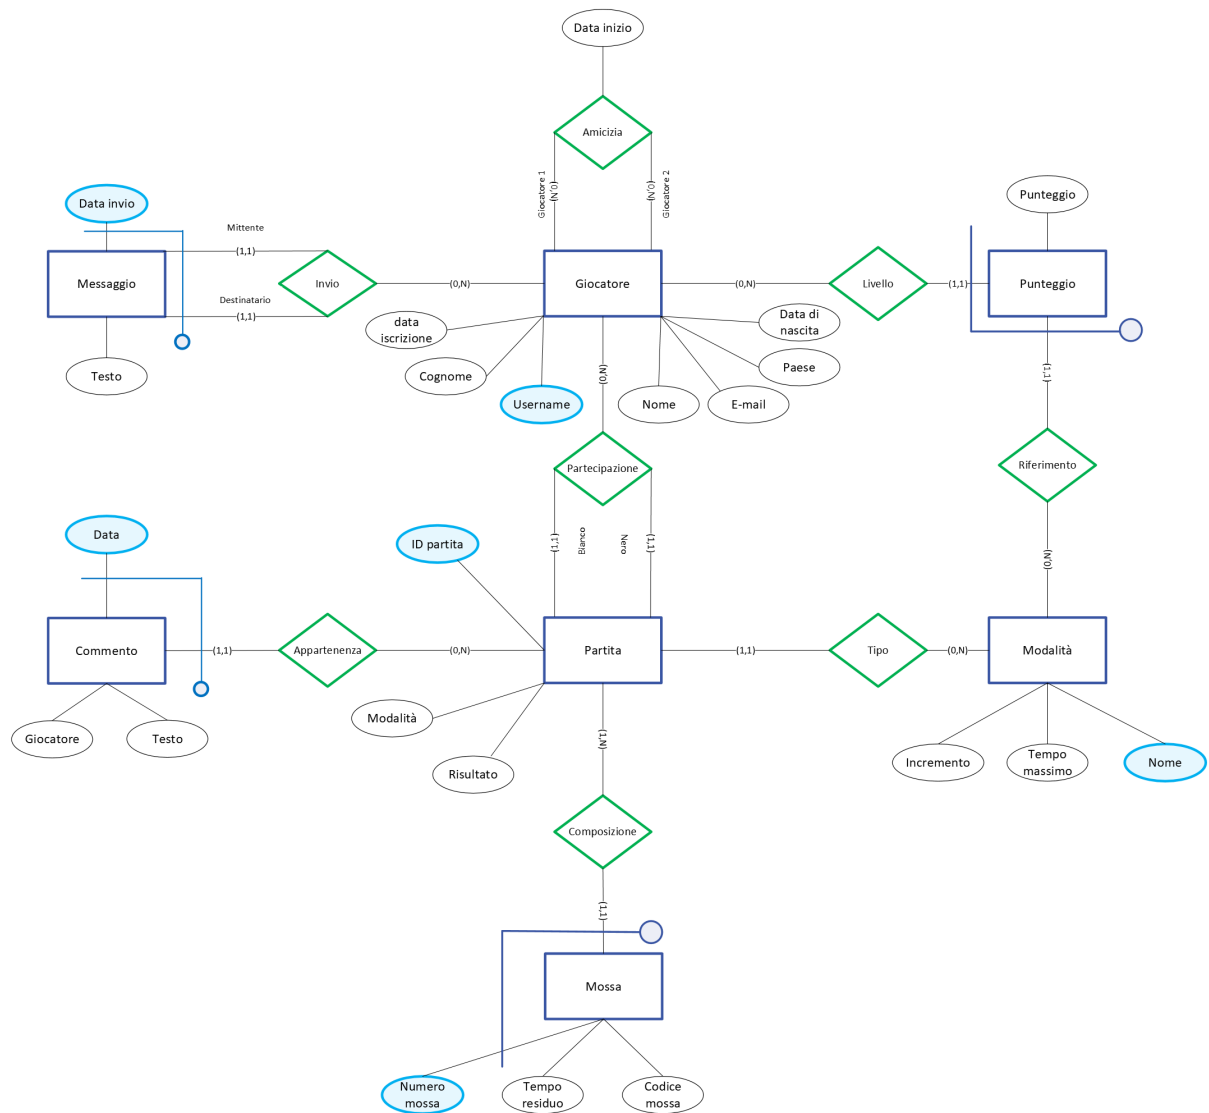 Data inizio
Amicizia
Giocatore 1
(0,N)
(0,N)
Giocatore 2
Data invio
Punteggio
Mittente
(1,1)
Messaggio
Invio
(0,N)
Giocatore
(0,N)
Livello
(1,1)
Punteggio
Destinatario
(1,1)
data
iscrizione
Data di
nascita
Testo
Cognome
(0,N)
Paese
(1,1)
Username
Nome
E-mail
Partecipazione
Riferimento
Data
ID partita
(1,1)
Bianco
Nero
(1,1)
(0,N)
Commento
(1,1)
Appartenenza
(0,N)
Partita
(1,1)
Tipo
(0,N)
Modalità
Giocatore
Testo
Modalità
Risultato
(1,N)
Incremento
Tempo
massimo
Nome
Composizione
(1,1)
Mossa
Numero
mossa
Tempo
residuo
Codice
mossa